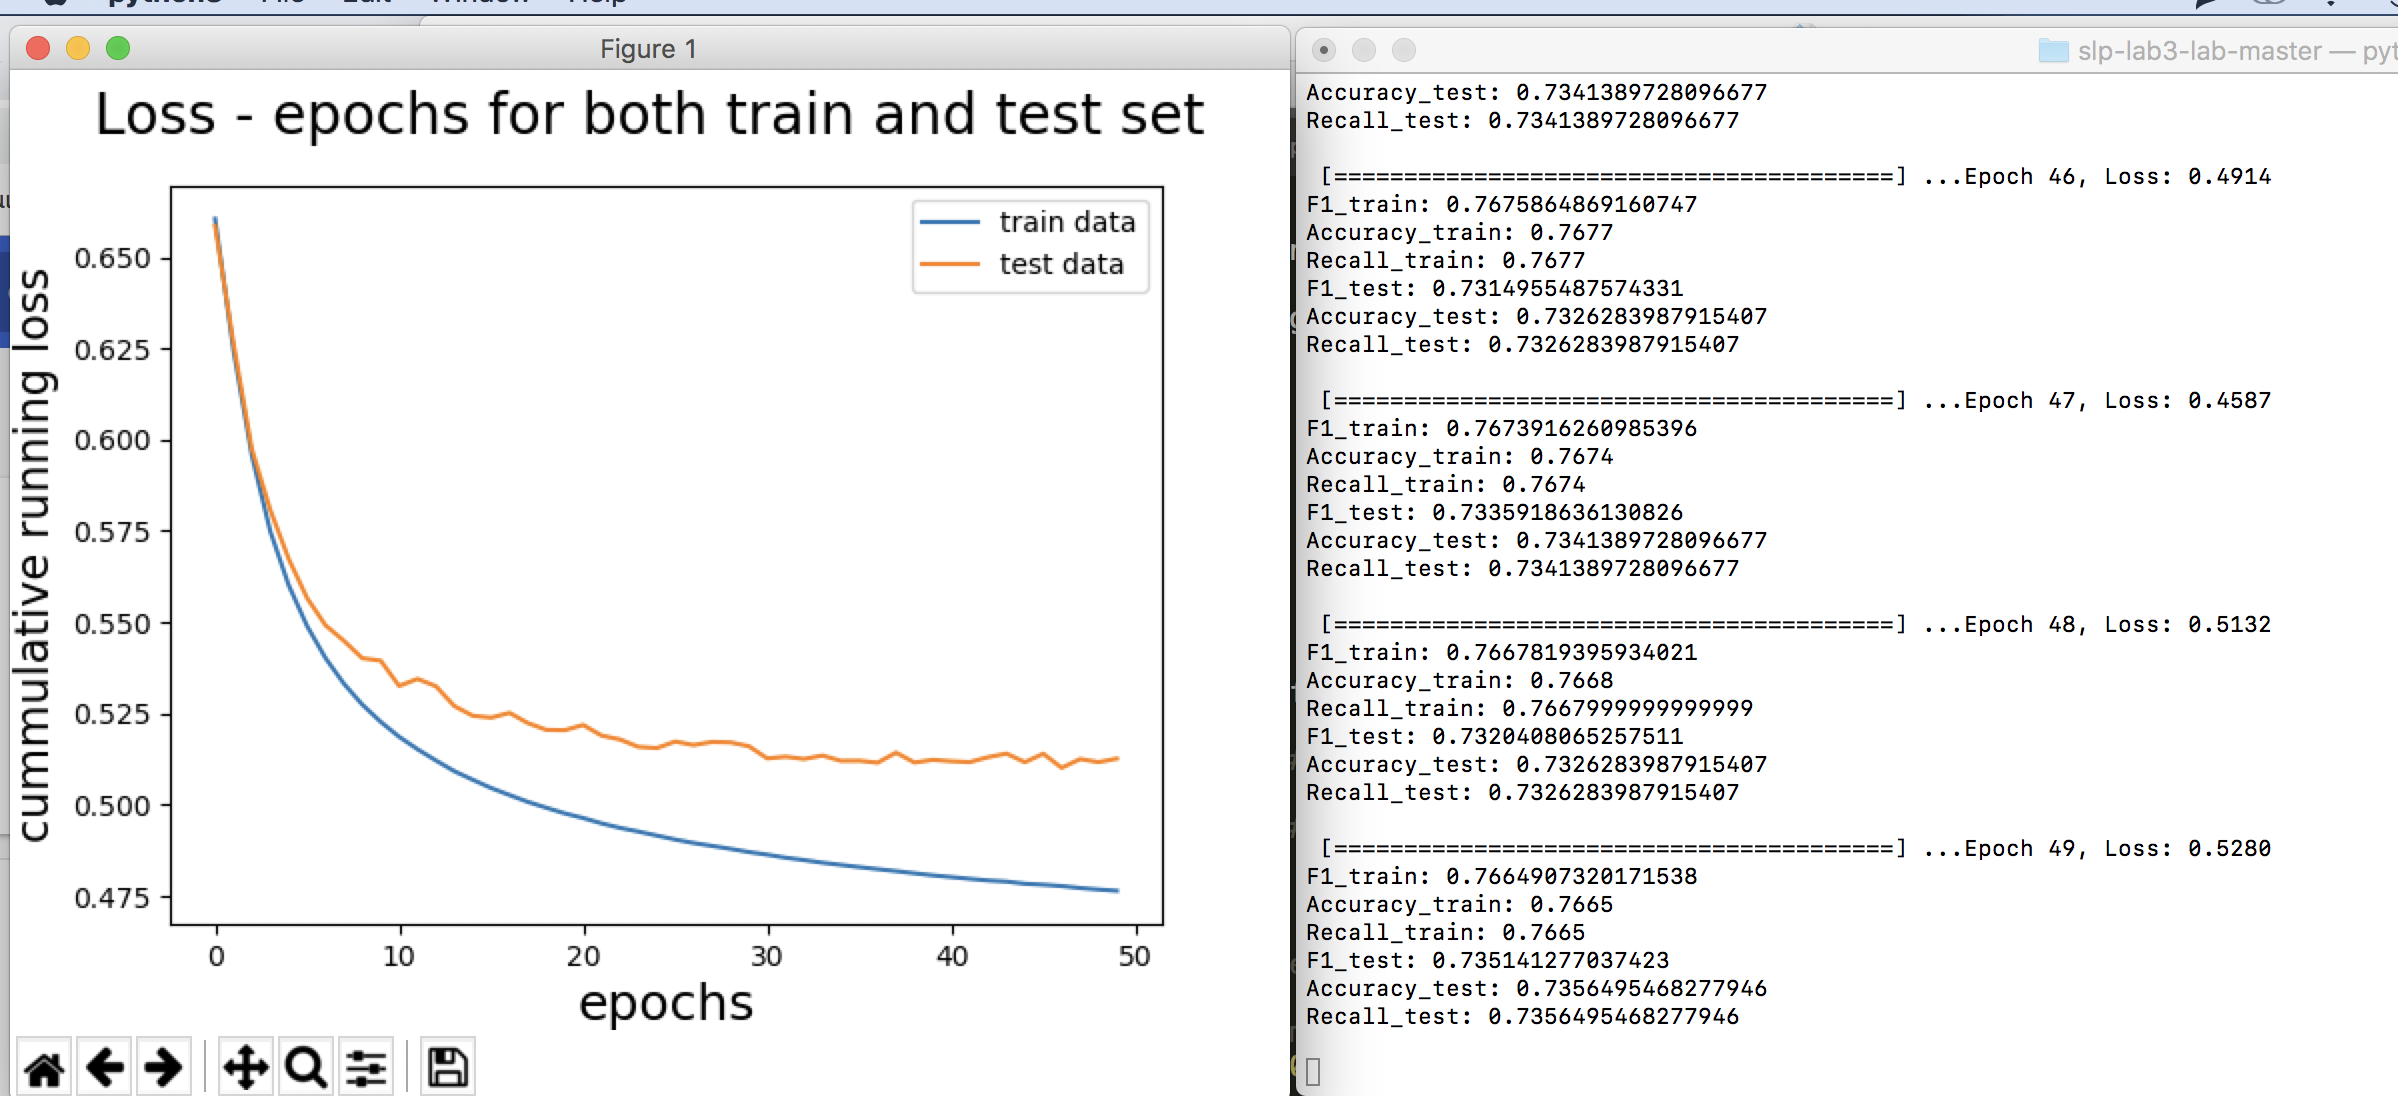 Figure 1
Loss - epochs for both train and test set
train data
test data
cummulative running loss
0.650
0.625
0.600
0.575
0.550
0.525
0.500
0.475
0 10 20 30 40 50
epochs
slp-lab3-lab-master —
Accuracy_test: 0.7341389728096677
Recall_test: 0.7341389728096677
[========================================] ...Epoch 46, Loss: 0.4914
F1_train: 0.7675864869160747
Accuracy_train: 0.7677
Recall_train: 0.7677
F1_test: 0.7314955487574331
Accuracy_test: 0.7326283987915407
Recall_test: 0.7326283987915407
[========================================] ...Epoch 47, Loss: 0.4587
F1_train: 0.7673916260985396
Accuracy_train: 0.7674
Recall_train: 0.7674
F1_test: 0.7335918636130826
Accuracy_test: 0.7341389728096677
Recall_test: 0.7341389728096677
[========================================] ...Epoch 48, Loss: 0.5132
F1_train: 0.7667819395934021
Accuracy_train: 0.7668
Recall_train: 0.7667999999999999
F1_test: 0.7320408065257511
Accuracy_test: 0.7326283987915407
Recall_test: 0.7326283987915407
[========================================] ...Epoch 49, Loss: 0.5280
F1_train: 0.7664907320171538
Accuracy_train: 0.7665
Recall_train: 0.7665
F1_test: 0.735141277037423
Accuracy_test: 0.7356495468277946
Recall_test: 0.7356495468277946